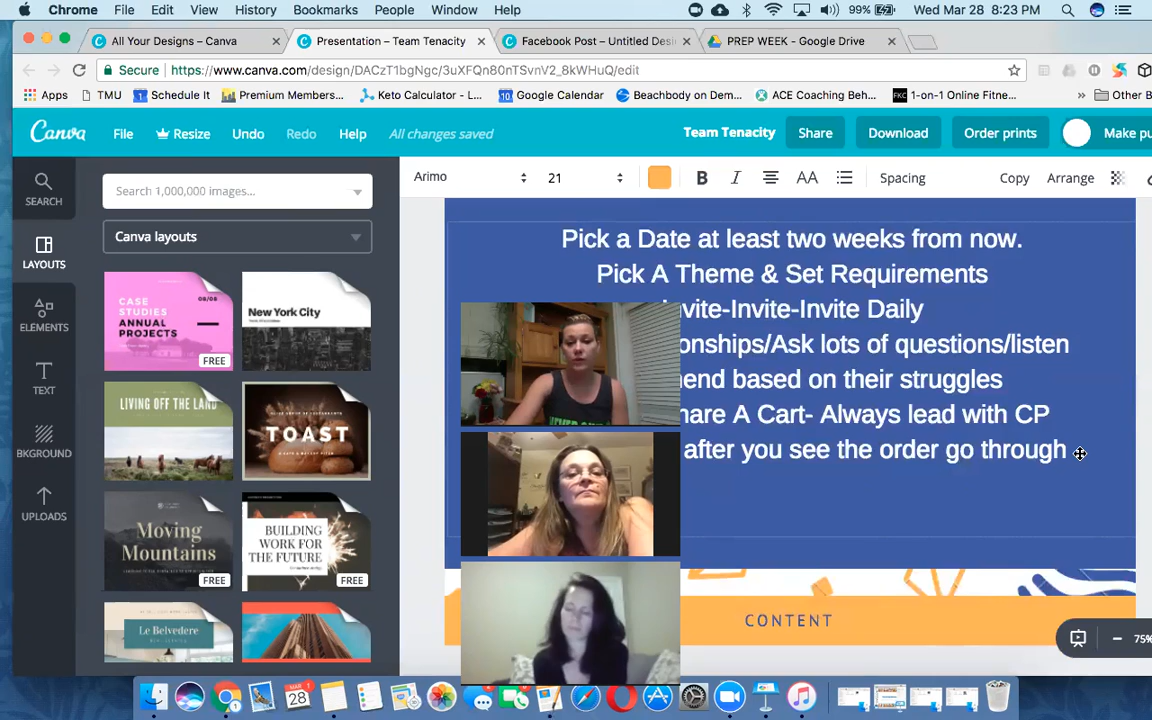 Chrome File Edit View History Bookmarks People Window Help 99% Wed Mar 28 8:23 PM
All Your Designs – Canva Presentation – Team Tenacity Facebook Post – Untitled Desi PREP WEEK - Google Drive
Secure https://www.canva.com/design/DACzT1bgNgc/3uXFQn80nTSvnV2_8kWHuQ/edit
Apps TMU Schedule It Premium Members... Keto Calculator - L... Google Calendar Beachbody on Dem... ACE Coaching Beh... 1-on-1 Online Fitne... » Other B
Canva File Resize Undo Redo Help All changes saved Team Tenacity Share Download Order prints Make pu
SEARCH
LAYOUTS
ELEMENTS
TEXT
BKGROUND
UPLOADS
Search 1,000,000 images...
Canva layouts
CASE
STUDIES
ANNUAL
PROJECTS
FREE
New York City
LIVING OFF THE LAND
TOAST
Moving
Mountains
FREE
BUILDING
WORK FOR
THE FUTURE
FREE
Le Belvedere
Arimo 21 B I AA Spacing Copy Arrange
Pick a Date at least two weeks from now.
Pick A Theme & Set Requirements
nvite-Invite-Invite Daily
onships/Ask lots of questions/listen
end based on their struggles
hare A Cart- Always lead with CP
after you see the order go through
CONTENT
75%